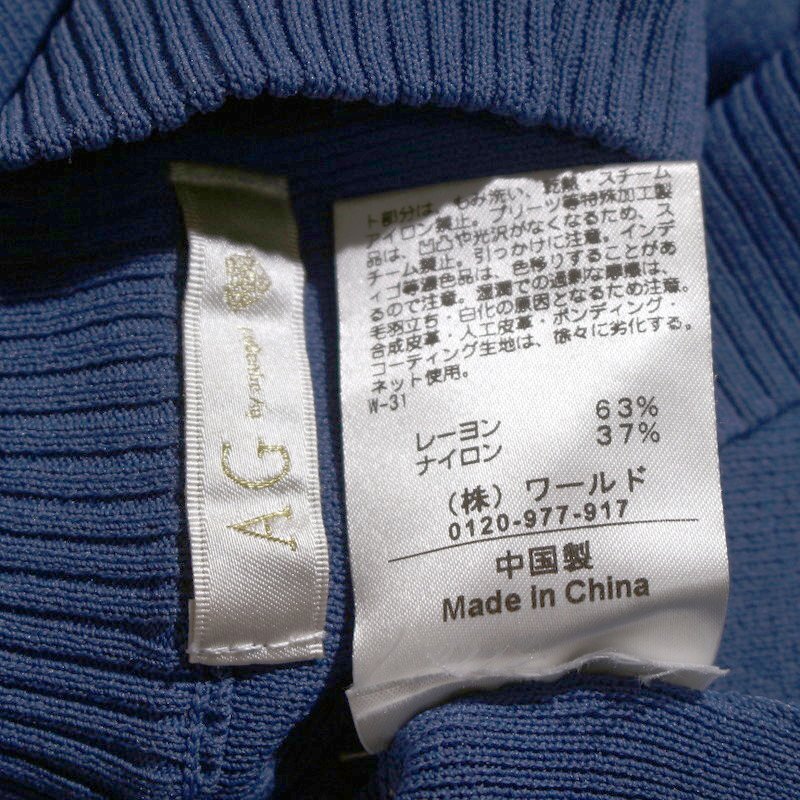 ト部分は、もみ洗い、乾燥・スチーム
アイロン禁止。プリーツ等特殊加工製
品は、凹凸や光沢がなくなるため、ス
チーム禁止。引っかけに注意。インデ
ィゴ等濃色品は、色移りすることがあ
るので注意。湿潤での過剰な摩擦は、
毛羽立ち・白化の原因となるため注意。
合成皮革・人工皮革・ボンディング・
コーティング生地は、徐々に劣化する。
ネット使用。
W-31
レーヨン 63%
ナイロン 37%
(株) ワールド
0120-977-917
中国製
Made In China
AG